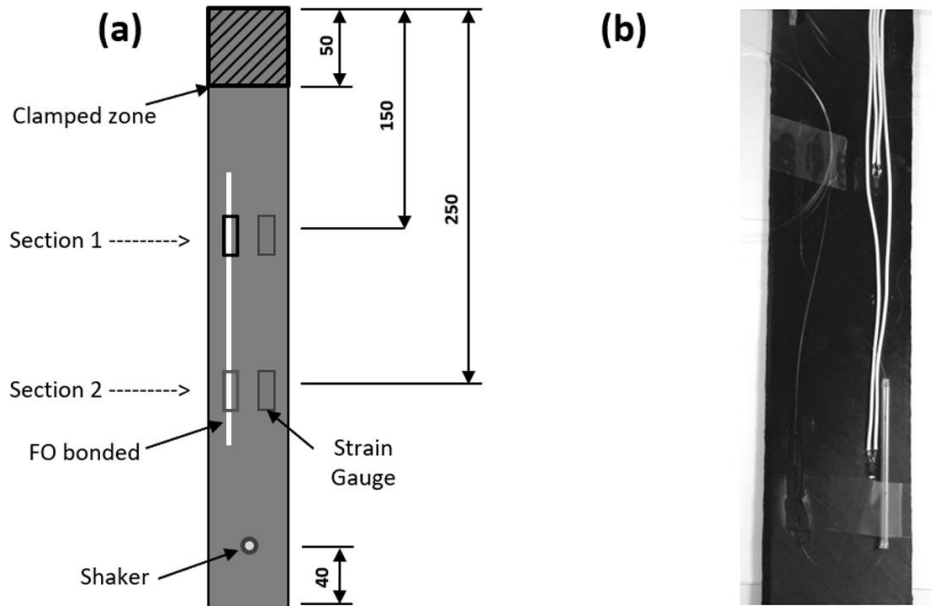 (a)
(b)
50
150
250
Clamped zone
Section 1 -------->
Section 2 -------->
FO bonded
Strain
Gauge
Shaker
40